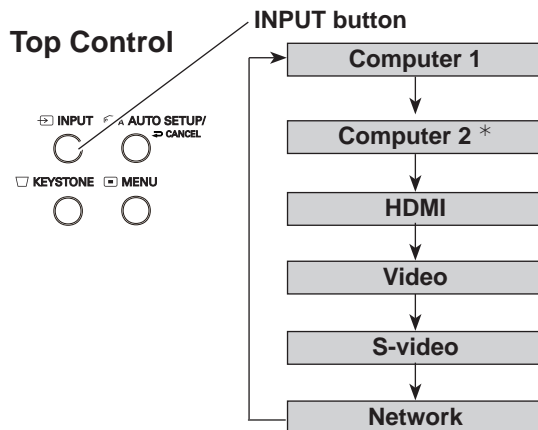 INPUT button
Top Control
INPUT
A AUTO SETUP/
CANCEL
KEYSTONE
MENU
Computer 1
Computer 2 *
HDMI
Video
S-video
Network